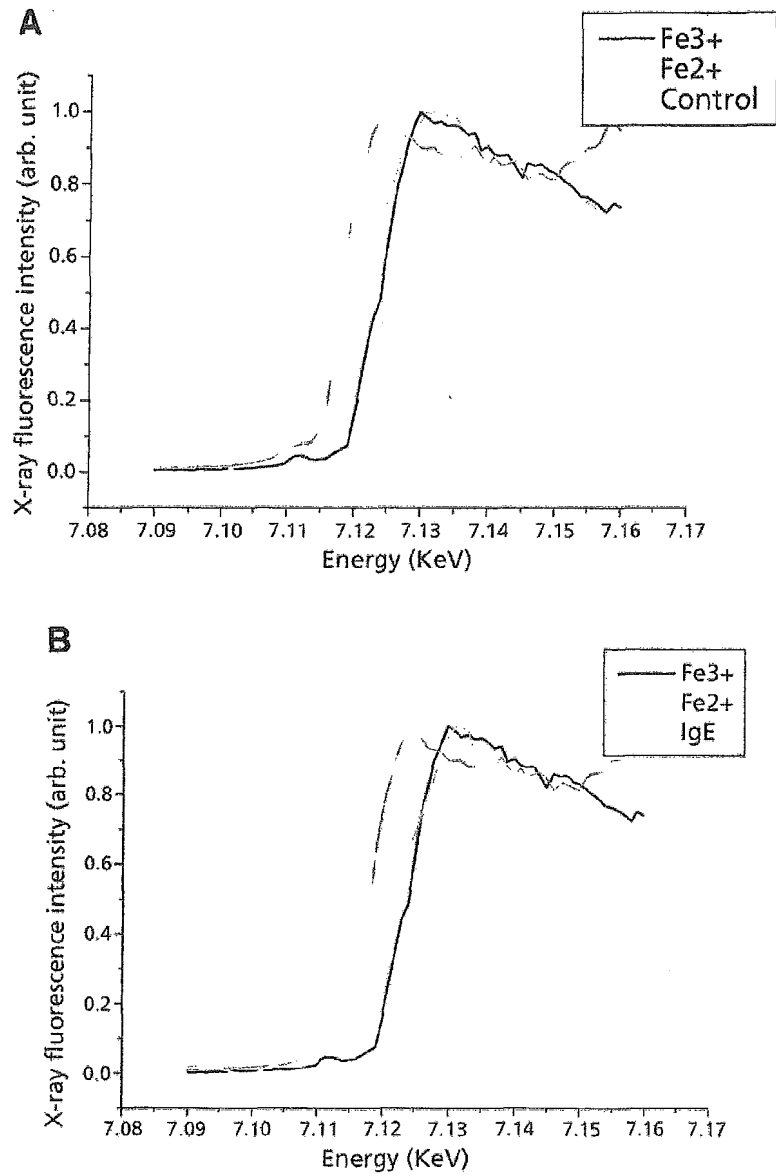 A
Fe3+
Fe2+
Control
X-ray fluorescence intensity (arb. unit)
1.0
0.8
0.6
0.4
0.2
0.0
7.08 7.09 7.10 7.11 7.12 7.13 7.14 7.15 7.16 7.17
Energy (KeV)
B
Fe3+
Fe2+
IgE
X-ray fluorescence intensity (arb. unit)
1.0
0.8
0.6
0.4
0.2
0.0
7.08 7.09 7.10 7.11 7.12 7.13 7.14 7.15 7.16 7.17
Energy (KeV)